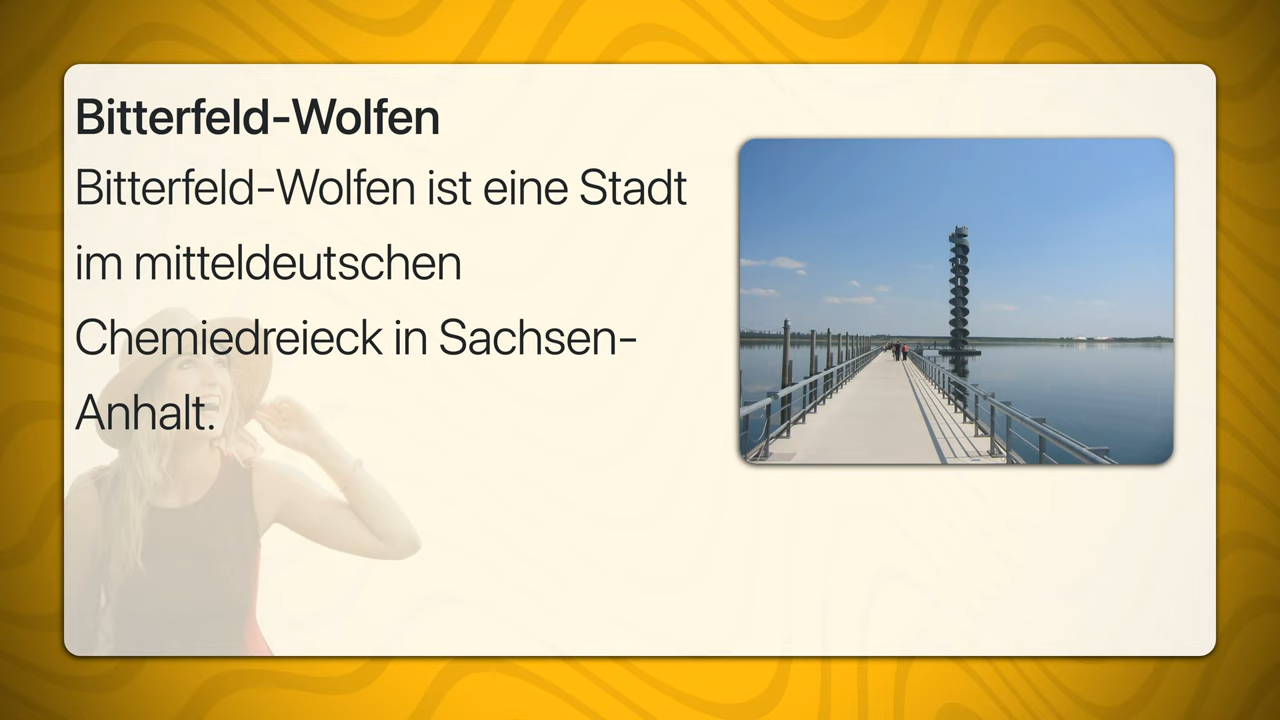 Bitterfeld-Wolfen
Bitterfeld-Wolfen ist eine Stadt
im mitteldeutschen
Chemiedreieck in Sachsen-
Anhalt.